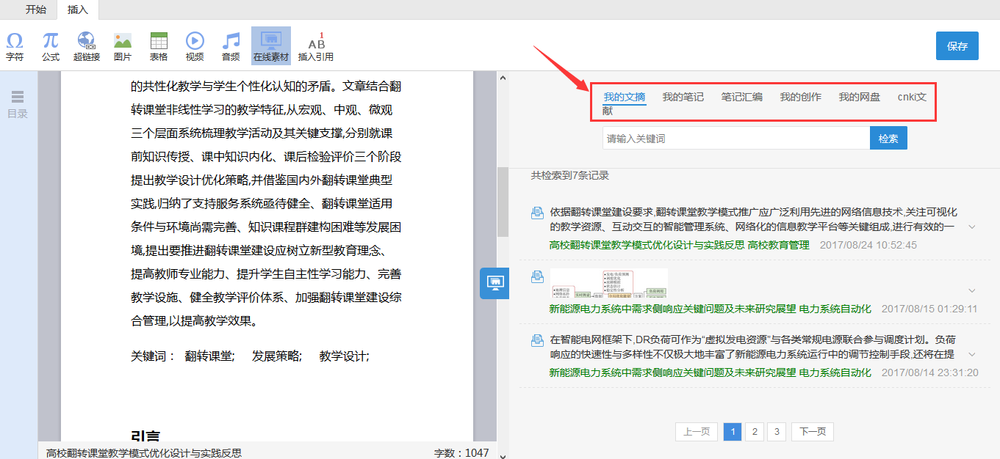 开始 插入
Ω π AB1
字符 公式 超链接 图片 表格 视频 音频 在线素材 插入引用
保存
目录
的共性化教学与学生个性化认知的矛盾。文章结合翻
转课堂非线性学习的教学特征,从宏观、中观、微观
三个层面系统梳理教学活动及其关键支撑,分别就课
前知识传授、课中知识内化、课后检验评价三个阶段
提出教学设计优化策略,并借鉴国内外翻转课堂典型
实践,归纳了支持服务系统亟待健全、翻转课堂适用
条件与环境尚需完善、知识课程群建构困难等发展困
境,提出要推进翻转课堂建设应树立新型教育理念、
提高教师专业能力、提升学生自主性学习能力、完善
教学设施、健全教学评价体系、加强翻转课堂建设综
合管理,以提高教学效果。
关键词： 翻转课堂; 发展策略; 教学设计;
引言
高校翻转课堂教学模式优化设计与实践反思 字数：1047
我的文摘 我的笔记 笔记汇编 我的创作 我的网盘 cnki文
献
请输入关键词 检索
共检索到7条记录
依据翻转课堂建设要求,翻转课堂教学模式推广应广泛利用先进的网络信息技术,关注可视化
的教学资源、互动交互的智能管理系统、网络化的信息教学平台等关键组成,进行有效的一
高校翻转课堂教学模式优化设计与实践反思 高校教育管理 2017/08/24 10:52:45
新能源电力系统中需求侧响应关键问题及未来研究展望 电力系统自动化 2017/08/15 01:29:11
在智能电网框架下,DR负荷可作为“虚拟发电资源”与各类常规电源联合参与调度计划。负荷
响应的快速性与多样性不仅极大地丰富了新能源电力系统运行中的调节控制手段,还将在提
新能源电力系统中需求侧响应关键问题及未来研究展望 电力系统自动化 2017/08/14 23:31:20
上一页 1 2 3 下一页